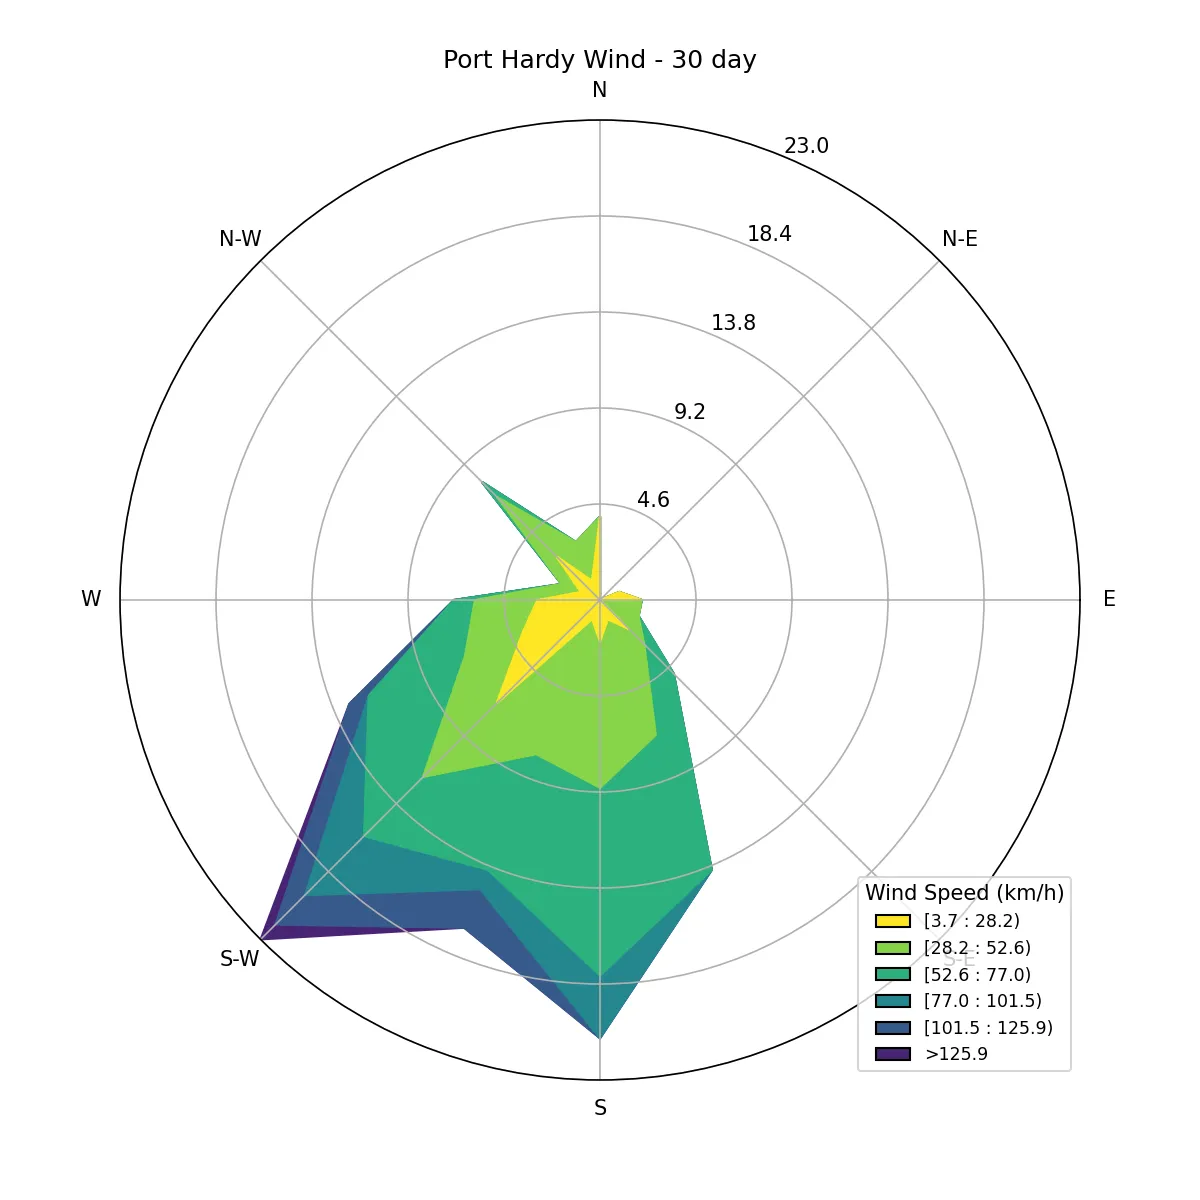 Port Hardy Wind - 30 day
N
23.0
N-W
18.4
N-E
13.8
9.2
4.6
W
E
S-W
S-E
S
Wind Speed (km/h)
[3.7 : 28.2)
[28.2 : 52.6)
[52.6 : 77.0)
[77.0 : 101.5)
[101.5 : 125.9)
>125.9